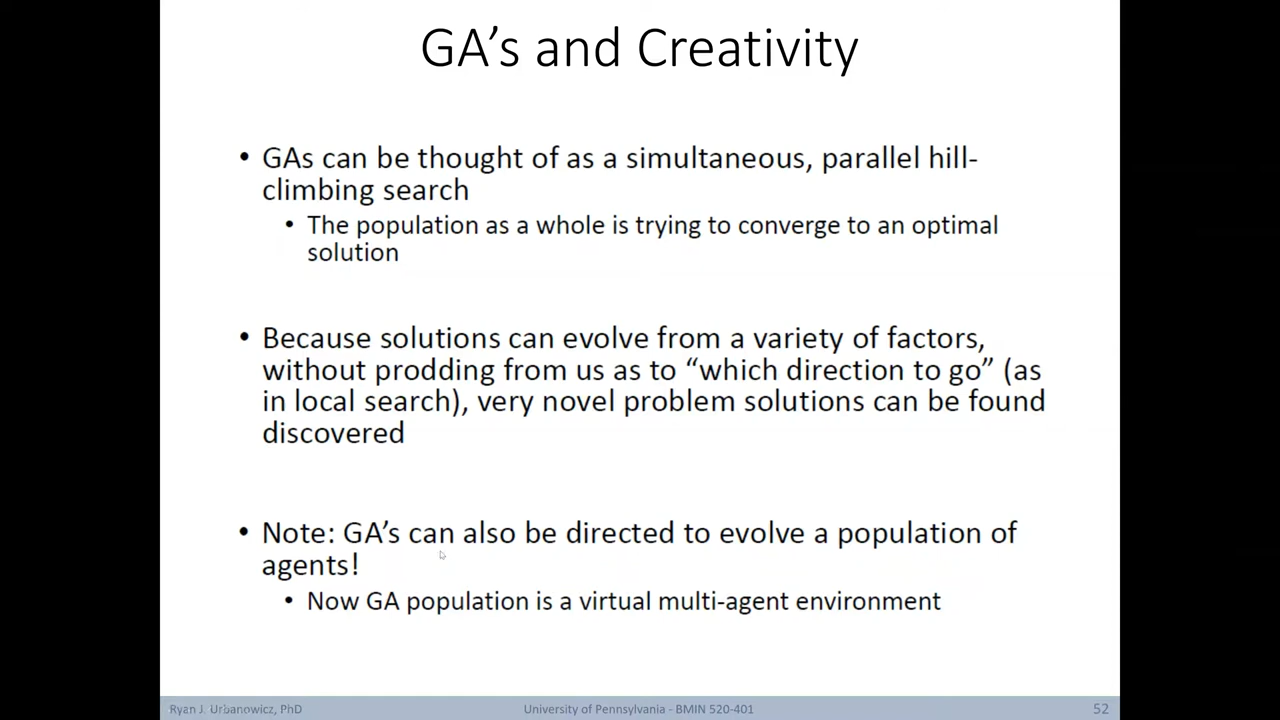 GA's and Creativity
• GAs can be thought of as a simultaneous, parallel hill-
climbing search
• The population as a whole is trying to converge to an optimal
solution
• Because solutions can evolve from a variety of factors,
without prodding from us as to “which direction to go” (as
in local search), very novel problem solutions can be found
discovered
• Note: GA's can also be directed to evolve a population of
agents!
• Now GA population is a virtual multi-agent environment
Ryan J. Urbanowicz, PhD
University of Pennsylvania - BMIN 520-401
52